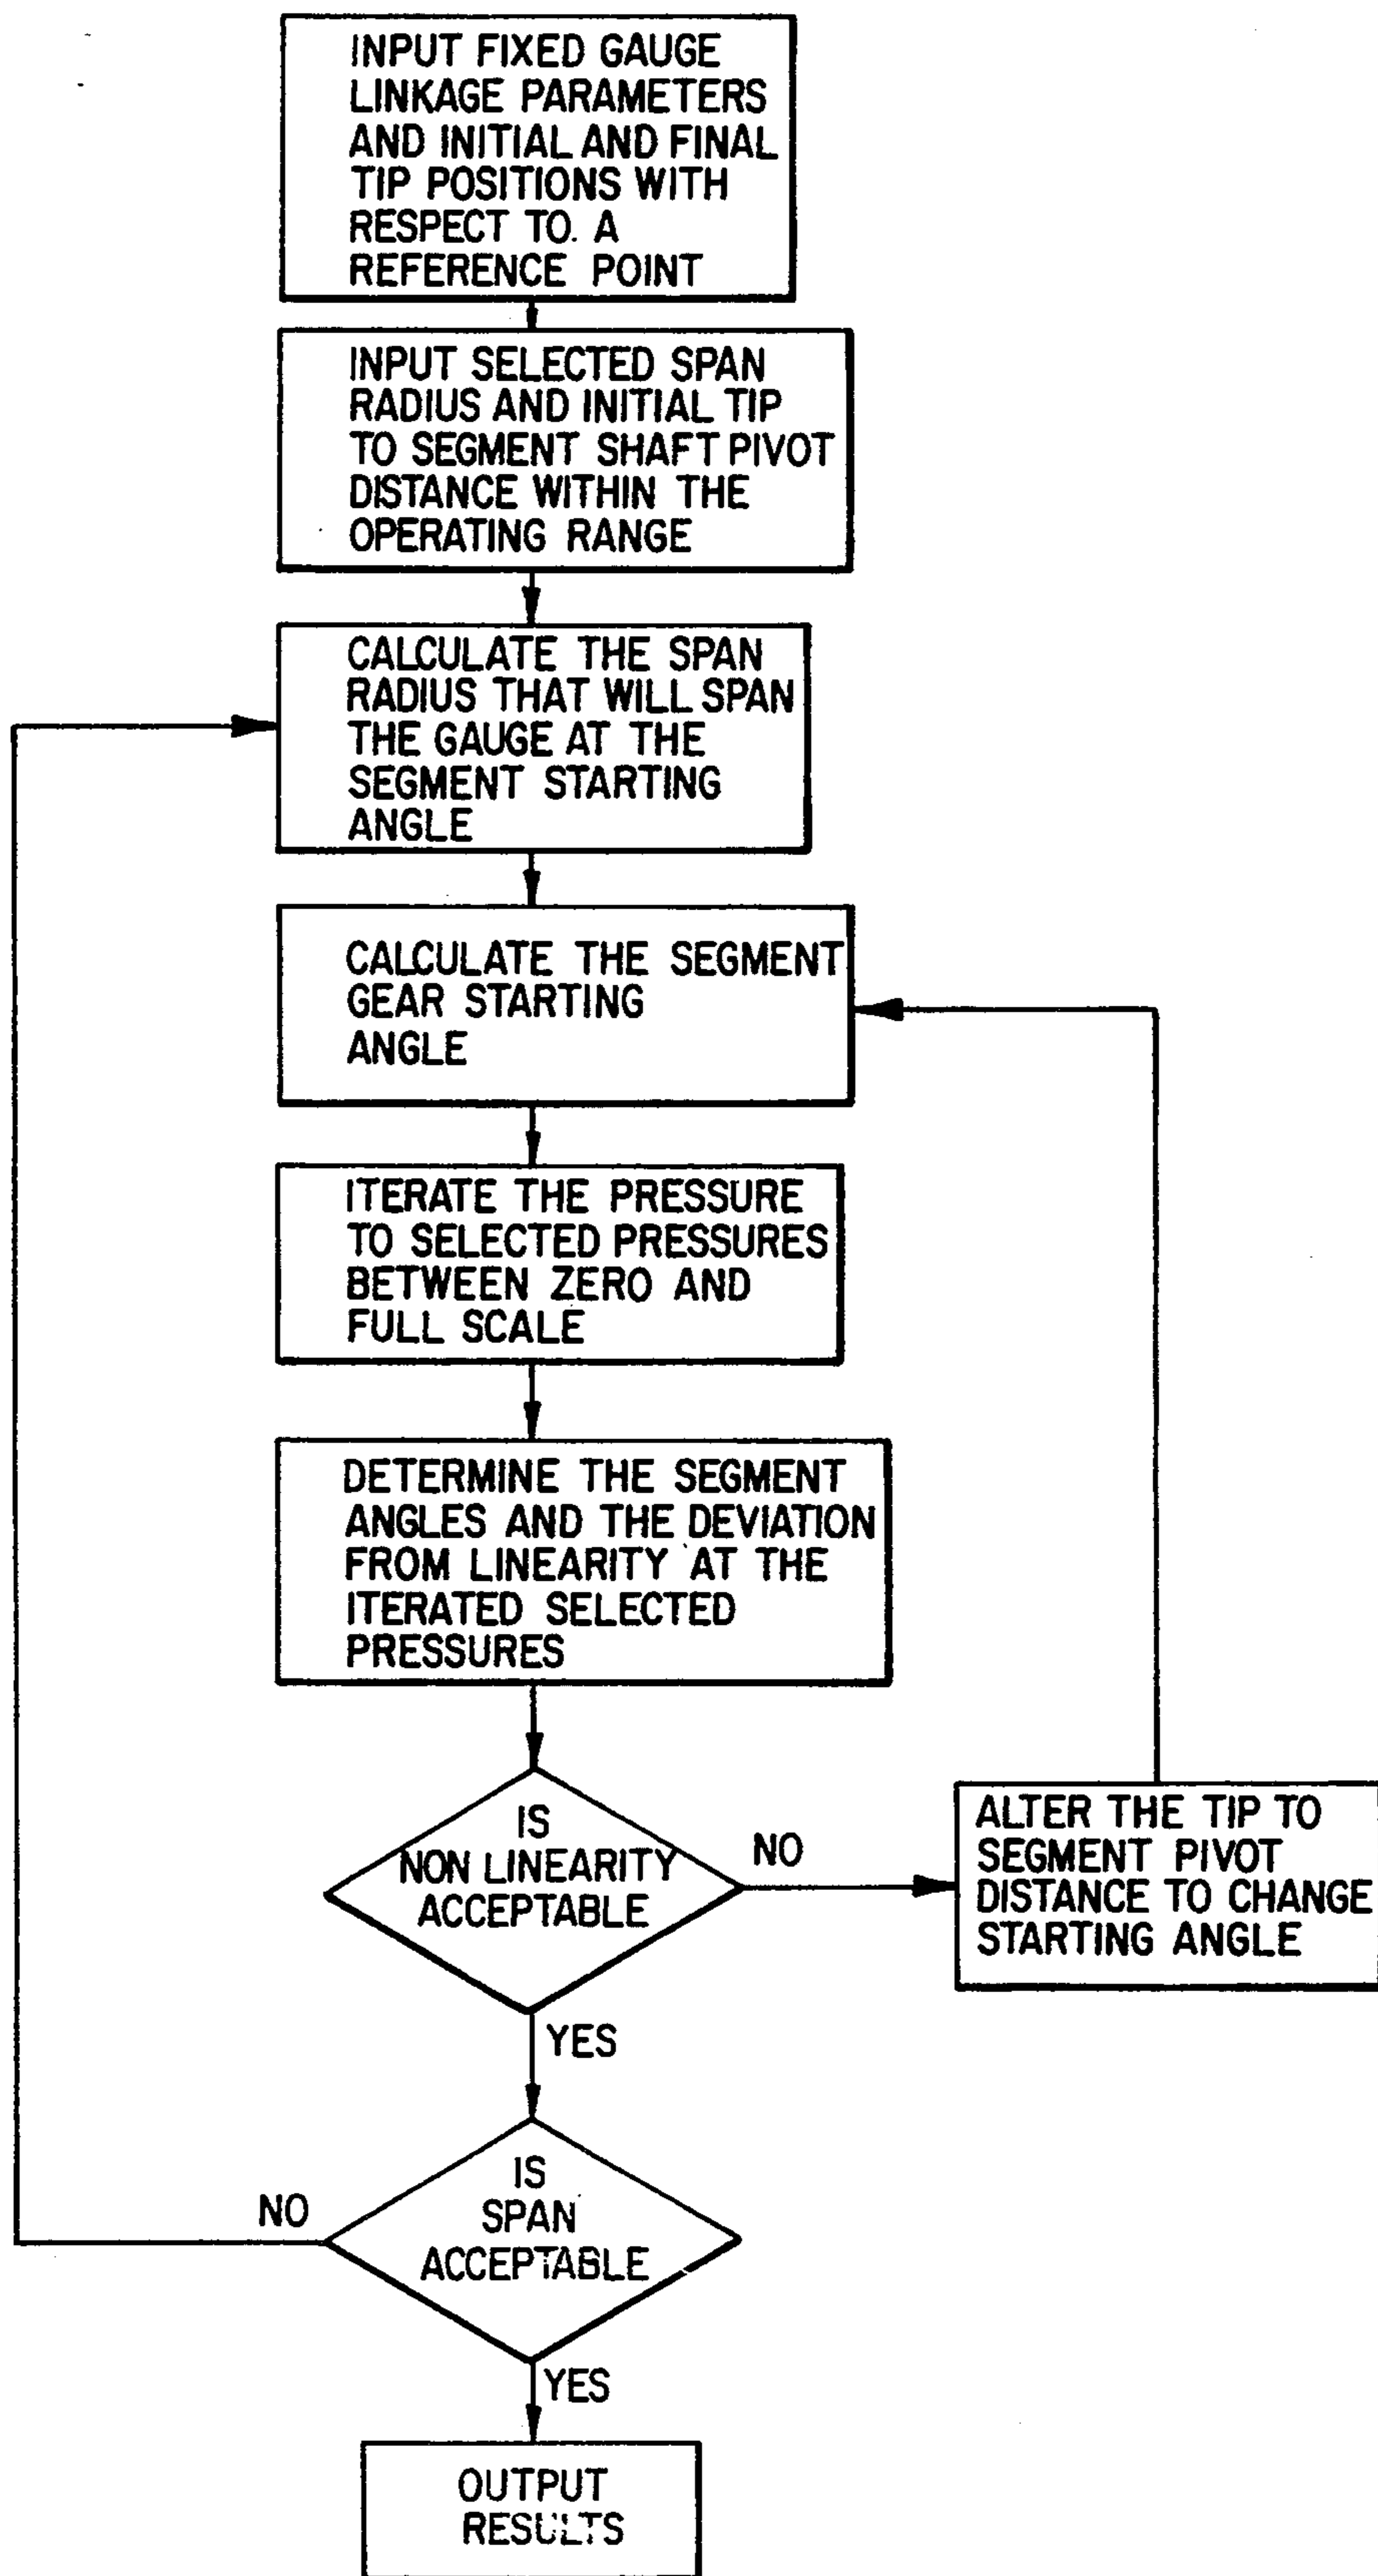 INPUT FIXED GAUGE
LINKAGE PARAMETERS
AND INITIAL AND FINAL
TIP POSITIONS WITH
RESPECT TO. A
REFERENCE POINT
INPUT SELECTED SPAN
RADIUS AND INITIAL TIP
TO SEGMENT SHAFT PIVOT
DISTANCE WITHIN THE
OPERATING RANGE
CALCULATE THE SPAN
RADIUS THAT WILL SPAN
THE GAUGE AT THE
SEGMENT STARTING
ANGLE
CALCULATE THE SEGMENT
GEAR STARTING
ANGLE
ITERATE THE PRESSURE
TO SELECTED PRESSURES
BETWEEN ZERO AND
FULL SCALE
DETERMINE THE SEGMENT
ANGLES AND THE DEVIATION
FROM LINEARITY AT THE
ITERATED SELECTED
PRESSURES
IS
NON LINEARITY
ACCEPTABLE
NO
ALTER THE TIP TO
SEGMENT PIVOT
DISTANCE TO CHANGE
STARTING ANGLE
YES
IS
SPAN
ACCEPTABLE
NO
YES
OUTPUT
RESULTS